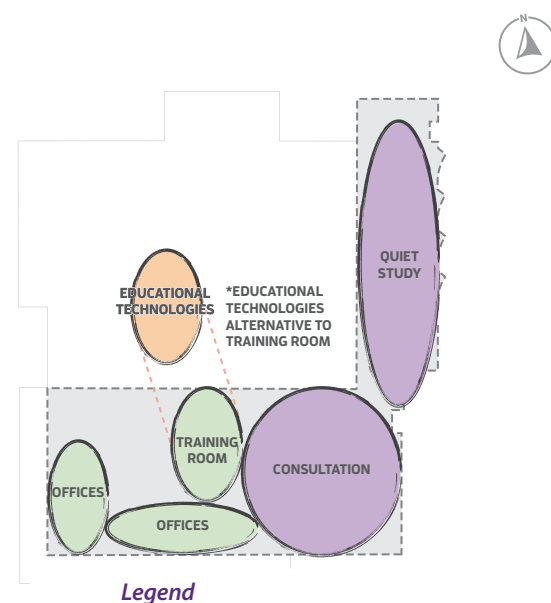 N
QUIET
STUDY
EDUCATIONAL
TECHNOLOGIES
*EDUCATIONAL
TECHNOLOGIES
ALTERNATIVE TO
TRAINING ROOM
TRAINING
ROOM
CONSULTATION
OFFICES
OFFICES
Legend